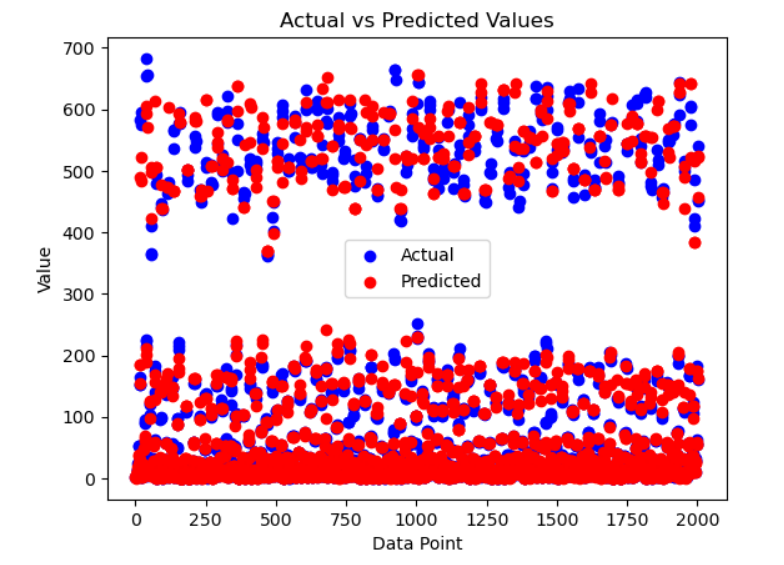 Actual vs Predicted Values
700
600
500
400
300
200
100
0
Value
Actual
Predicted
0 250 500 750 1000 1250 1500 1750 2000
Data Point